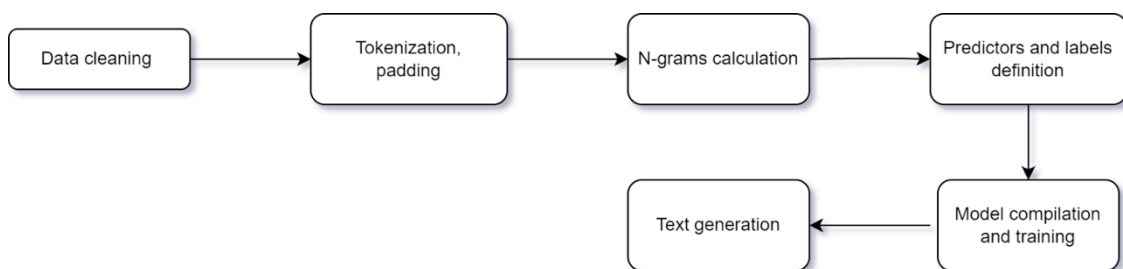 Data cleaning
Tokenization,
padding
N-grams calculation
Predictors and labels
definition
Model compilation
and training
Text generation